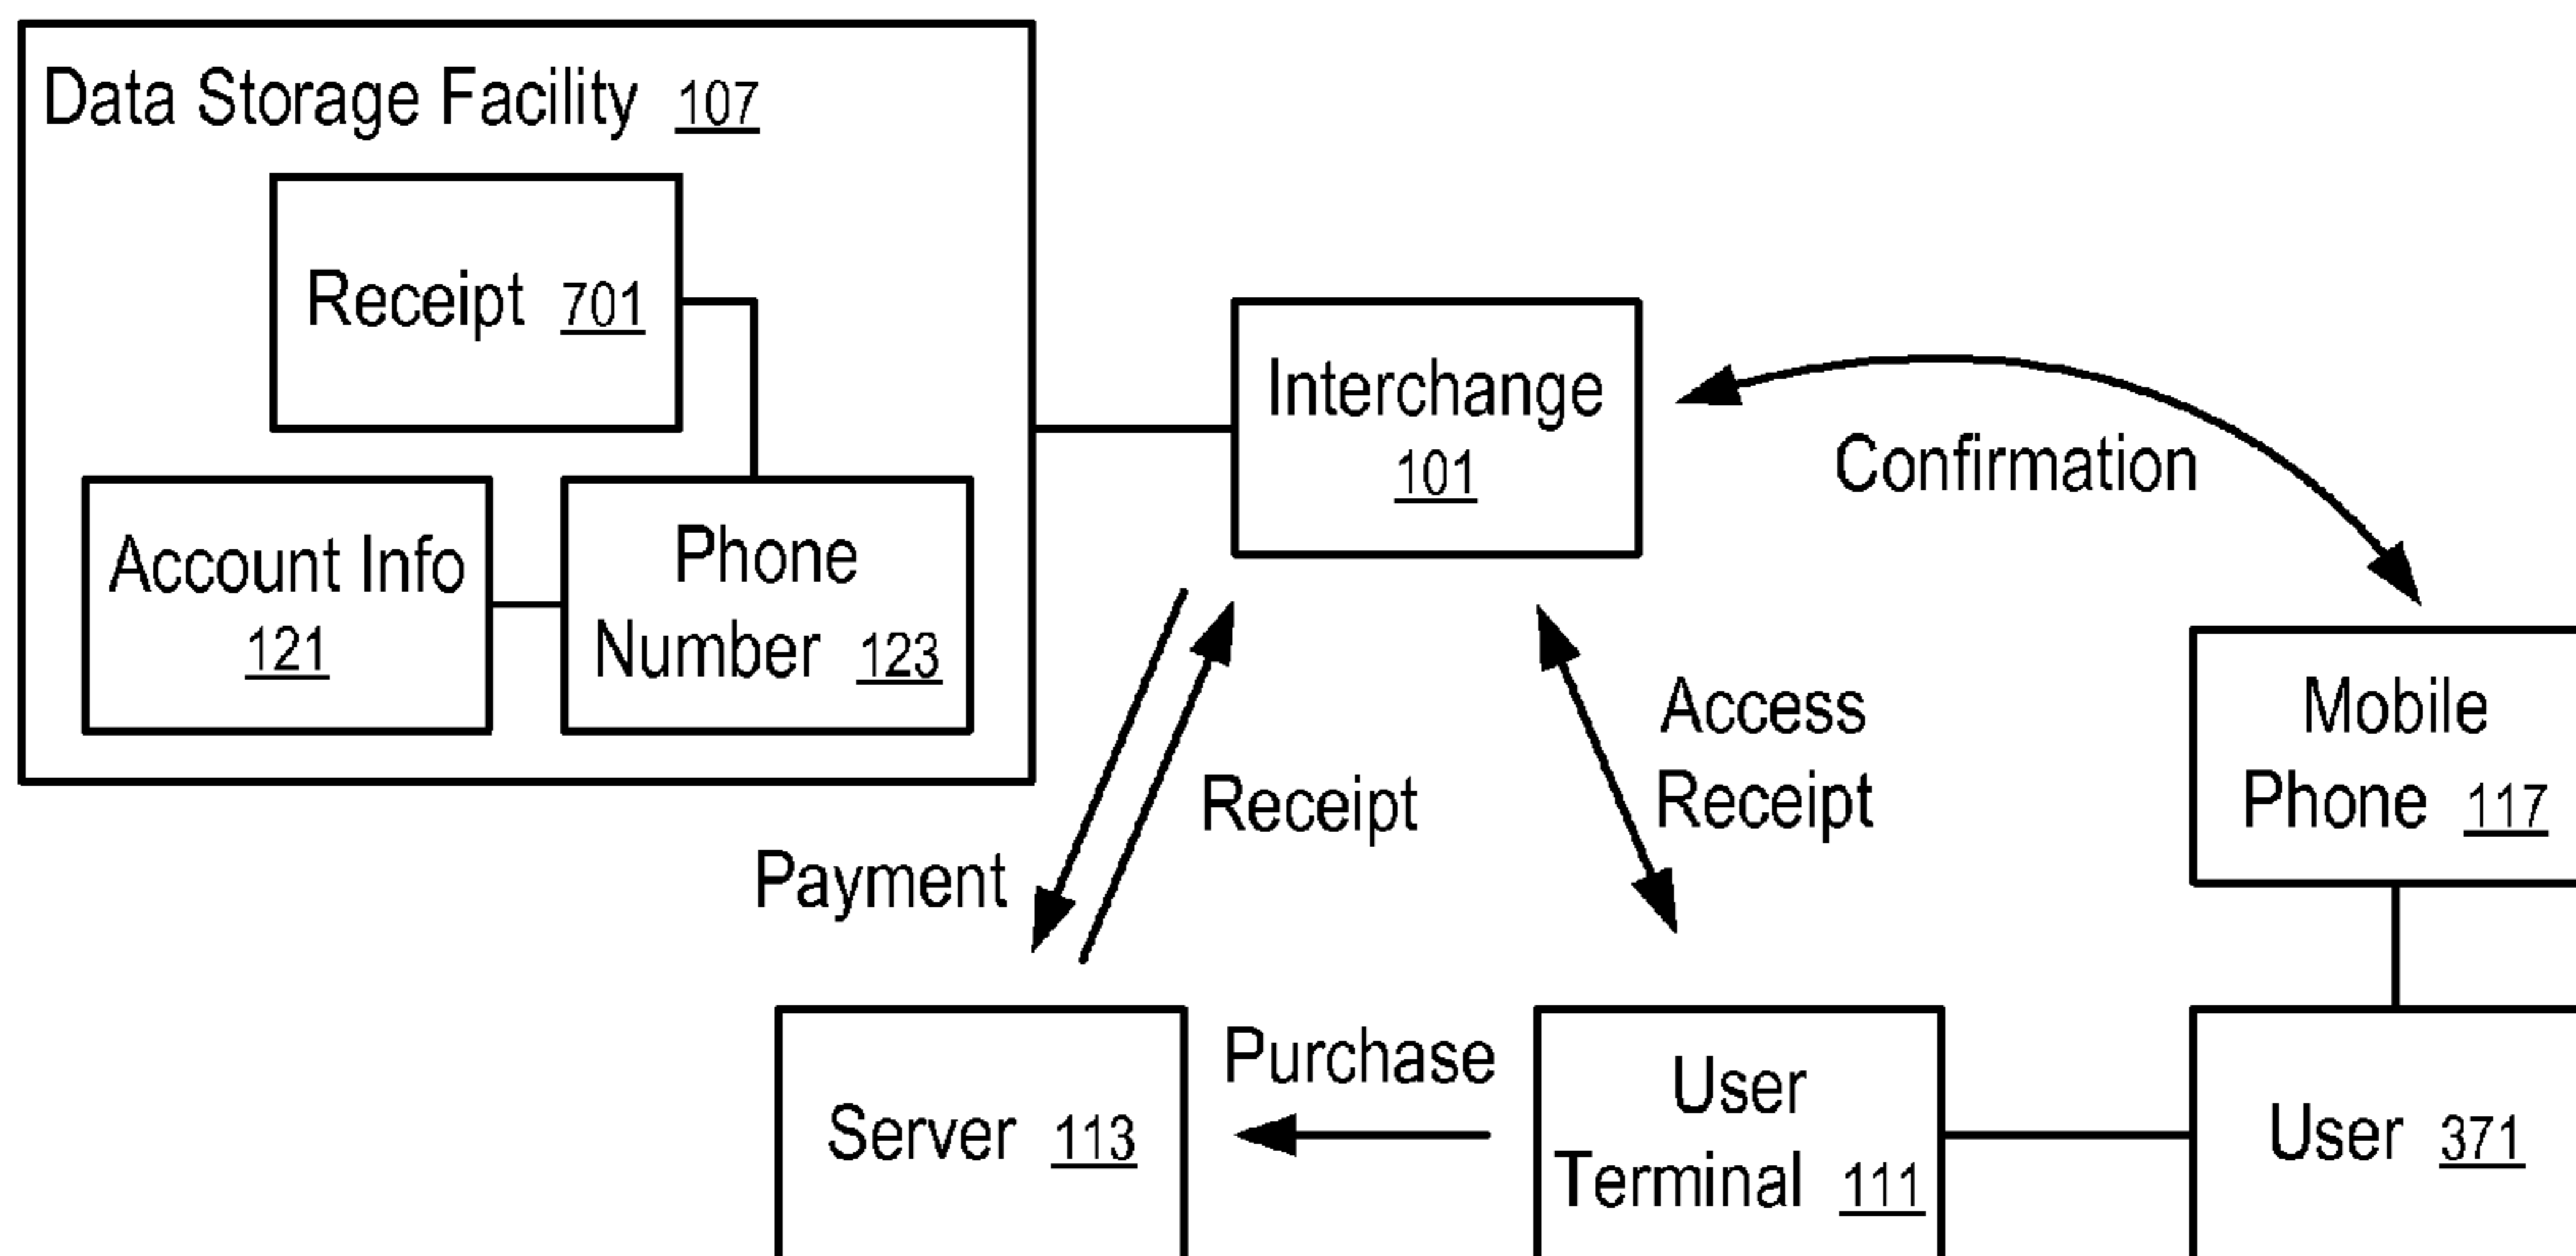 Data Storage Facility 107
Receipt 701
Interchange
101
Confirmation
Account Info
121
Phone
Number 123
Access
Receipt
Mobile
Phone 117
Receipt
Payment
Purchase
Server 113
User
Terminal 111
User 371